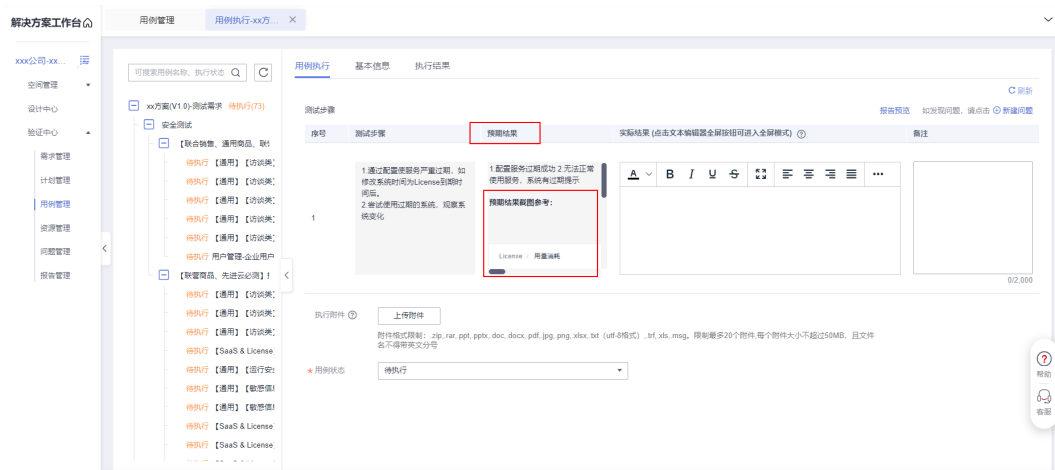 解决方案工作台
用例管理
用例执行-xx方...
xxx公司-xx...
空间管理
设计中心
验证中心
需求管理
计划管理
用例管理
资源管理
问题管理
报告管理
可搜索用例名称、执行状态
xx方案(V1.0)-测试需求 待执行(73)
安全测试
【联合销售、通用商品、联
待执行 【通用】【访谈类】
待执行 【通用】【访谈类】
待执行 【通用】【访谈类】
待执行 【通用】【访谈类】
待执行 【通用】【访谈类】
待执行 用户管理-企业用户
【联营商品、先进云必测】
待执行 【通用】【访谈类】
待执行 【通用】【访谈类】
待执行 【通用】【访谈类】
待执行 【SaaS & License
待执行 【通用】【运行安
待执行 【通用】【敏感信
待执行 【通用】【敏感信
待执行 【SaaS & License】
待执行 【SaaS & License
用例执行
基本信息
执行结果
刷新
测试步骤
报告预览 如发现问题，请点击 新建问题
序号
测试步骤
预期结果
实际结果 (点击文本编辑器全屏按钮可进入全屏模式)
备注
1
1.通过配置使服务严重过期，如
修改系统时间为License到期时
间后。
2.尝试使用过期的系统，观察系
统变化
1.配置服务过期成功 2.无法正常
使用服务，系统有过期提示
预期结果截图参考：
License / 用量消耗
A B I U S
0/2,000
执行附件
上传附件
附件格式限制：.zip,.rar,.ppt,.pptx,.doc,.docx,.pdf,.jpg,.png,.xlsx,.txt（utf-8格式）,.trf,.xls,.msg。限制最多20个附件,每个附件大小不超过50MB，且文件
名不得带英文分号
* 用例状态
待执行
帮助
客服